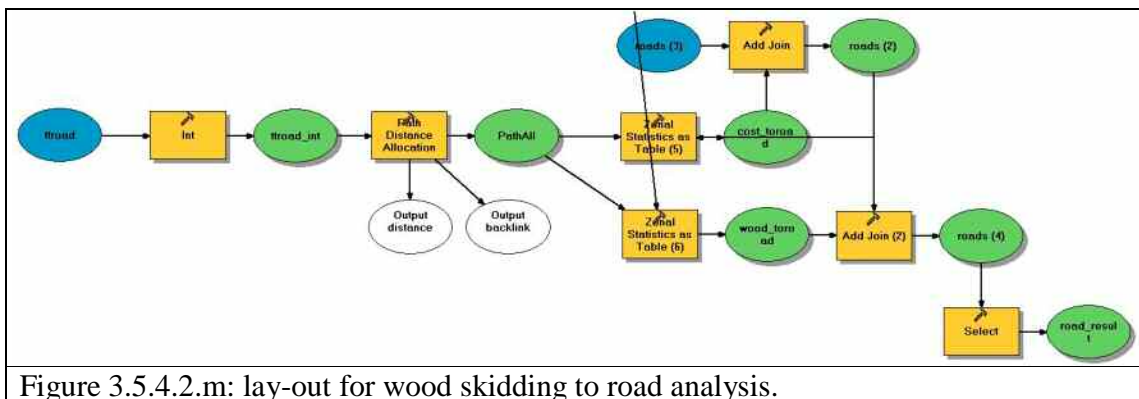 roads (3)
Add Join
roads (2)
ttroad
Int
ttroad_int
Path
Distance
Allocation
PathAll
Zonal
Statistics as
Table (5)
cost_toroa
d
Output
distance
Output
backlink
Zonal
Statistics as
Table (6)
wood_toro
ad
Add Join (2)
roads (4)
Select
road_resul
t
Figure 3.5.4.2.m: lay-out for wood skidding to road analysis.